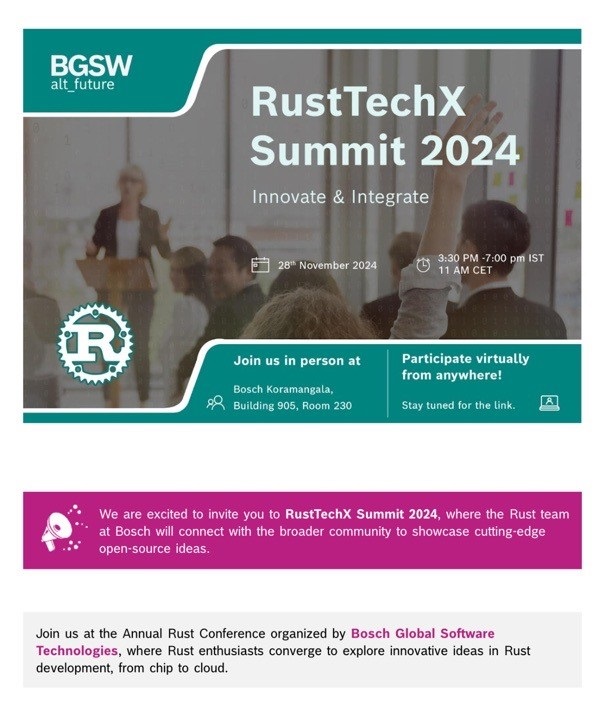 BGSW
alt_future
RustTechX
Summit 2024
Innovate & Integrate
28th November 2024
3:30 PM -7:00 pm IST
11 AM CET
R
Join us in person at
Bosch Koramangala,
Building 905, Room 230
Participate virtually
from anywhere!
Stay tuned for the link.
We are excited to invite you to RustTechX Summit 2024, where the Rust team
at Bosch will connect with the broader community to showcase cutting-edge
open-source ideas.
Join us at the Annual Rust Conference organized by Bosch Global Software
Technologies, where Rust enthusiasts converge to explore innovative ideas in Rust
development, from chip to cloud.